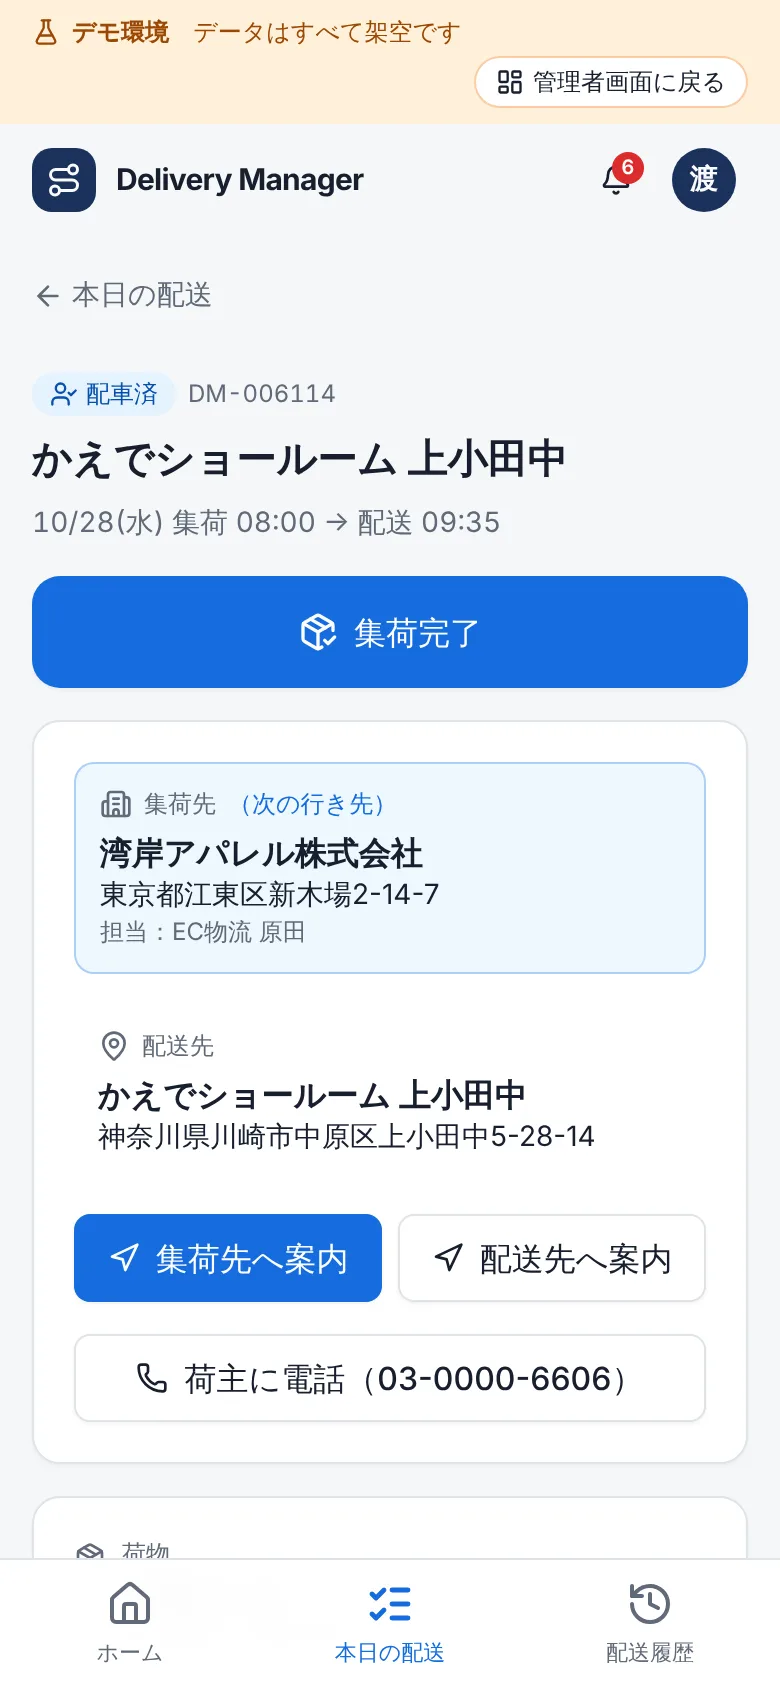 デモ環境 データはすべて架空です
管理者画面に戻る
Delivery Manager
6
渡
本日の配送
配車済 DM-006114
かえでショールーム 上小田中
10/28(水) 集荷 08:00 → 配送 09:35
集荷完了
集荷先 （次の行き先）
湾岸アパレル株式会社
東京都江東区新木場2-14-7
担当：EC物流 原田
配送先
かえでショールーム 上小田中
神奈川県川崎市中原区上小田中5-28-14
集荷先へ案内 配送先へ案内
荷主に電話（03-0000-6606）
荷物
ホーム 本日の配送 配送履歴